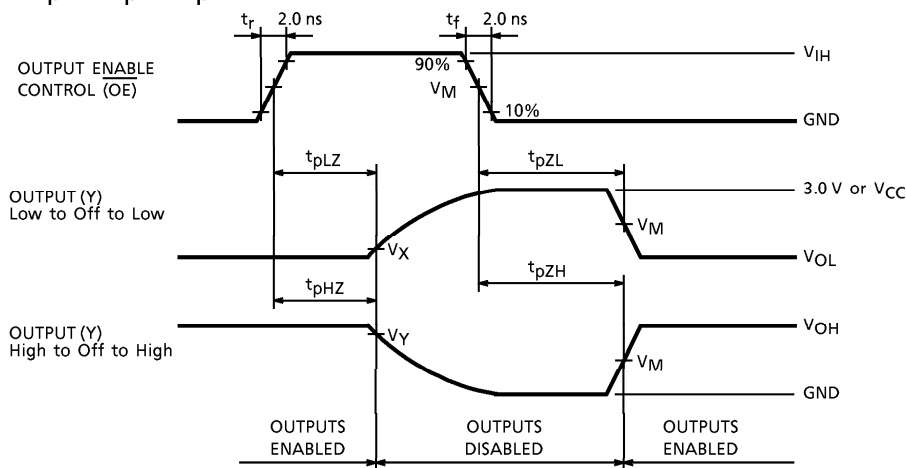 tr 2.0 ns
tf 2.0 ns
OUTPUT ENABLE
CONTROL (OE)
90%
VM
10%
VIH
GND
tpLZ
tpZL
OUTPUT (Y)
Low to Off to Low
3.0 V or VCC
VX
VM
VOL
tpHZ
tpZH
OUTPUT (Y)
High to Off to High
VY
VOH
VM
GND
OUTPUTS
ENABLED
OUTPUTS
DISABLED
OUTPUTS
ENABLED